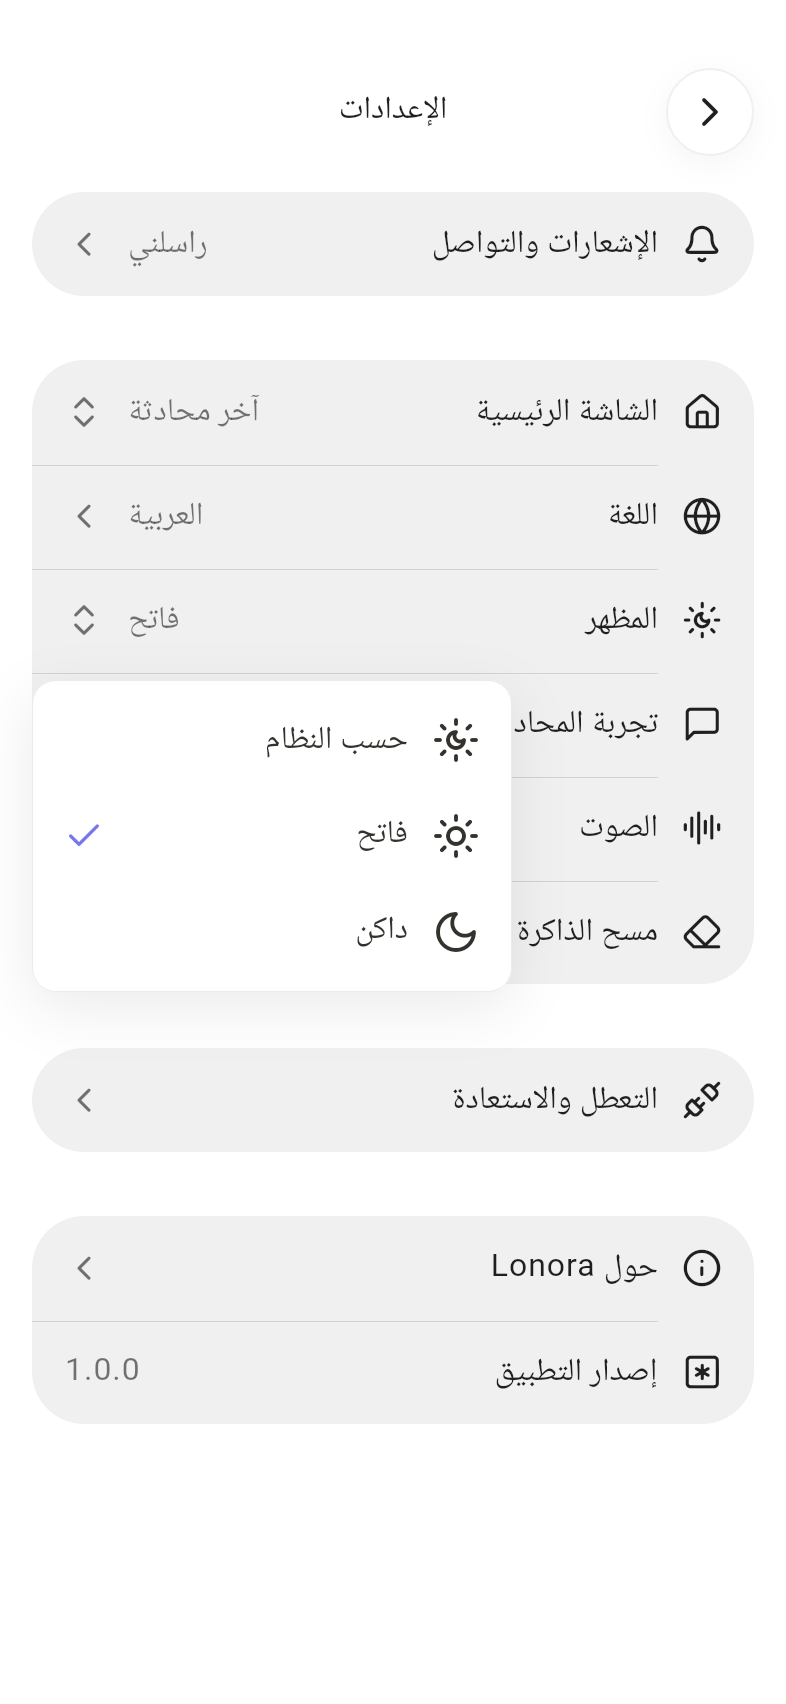 الإعدادات
الإشعارات والتواصل راسلني
الشاشة الرئيسية آخر محادثة
اللغة العربية
المظهر فاتح
حسب النظام
فاتح
داكن
تجربة
الصوت
مسح الذاكرة
التعطل والاستعادة
حول Lonora
إصدار التطبيق 1.0.0